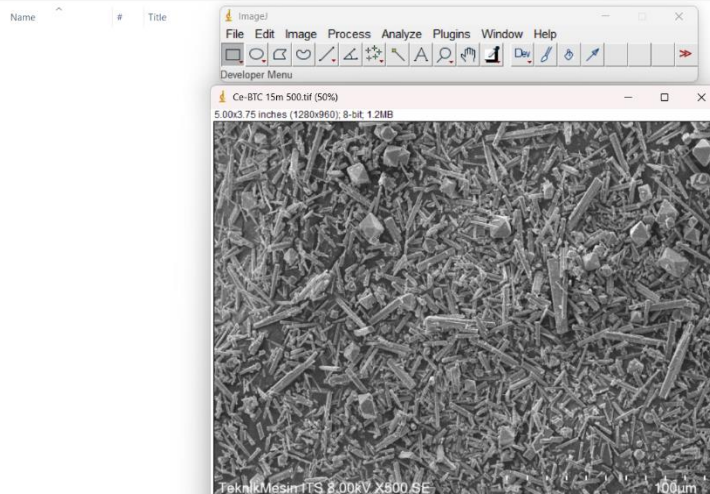 Name # Title
ImageJ
File Edit Image Process Analyze Plugins Window Help
Dev
Developer Menu
Ce-BTC 15m 500.tif (50%)
5.00x3.75 inches (1280x960); 8-bit; 1.2MB
TeknikMesin ITS 8.00kV X500 SE 100um